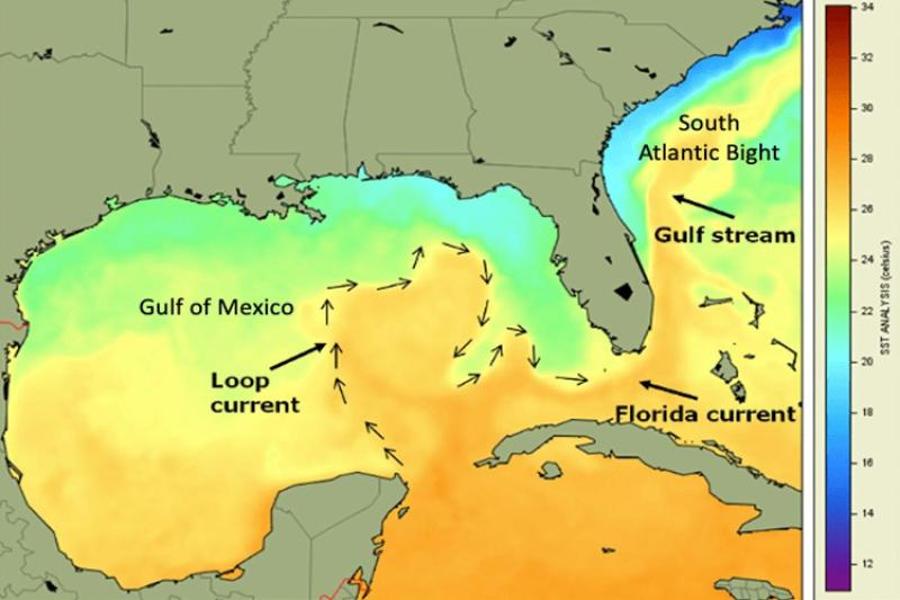 South
Atlantic Bight
Gulf stream
Gulf of Mexico
Loop
current
Florida current
34
32
30
28
26
24
22
20
18
16
14
12
SST ANALYSIS (celsius)